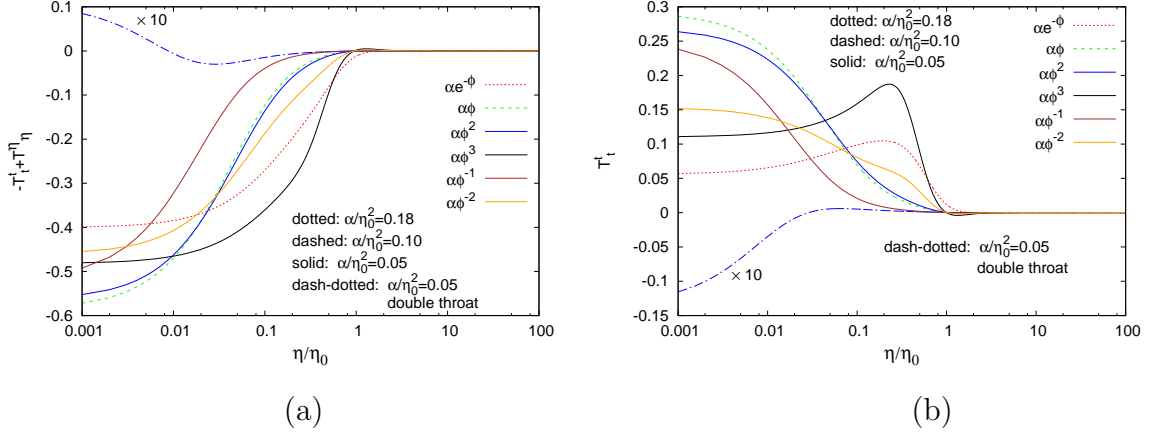 × 10
0.1
0
-0.1
-0.2
-0.3
-0.4
-0.5
-0.6
-T^t_t+T^η_η
αe^-ϕ
αϕ
αϕ^2
αϕ^3
αϕ^-1
αϕ^-2
dotted: α/η_0^2=0.18
dashed: α/η_0^2=0.10
solid: α/η_0^2=0.05
dash-dotted: α/η_0^2=0.05
double throat
0.001 0.01 0.1 1 10 100
η/η_0
(a)
0.3
0.25
0.2
0.15
0.1
0.05
0
-0.05
-0.1
0.15
T^t_t
dotted: α/η_0^2=0.18
dashed: α/η_0^2=0.10
solid: α/η_0^2=0.05
αe^-ϕ
αϕ
αϕ^2
αϕ^3
αϕ^-1
αϕ^-2
dash-dotted: α/η_0^2=0.05
double throat
× 10
0.001 0.01 0.1 1 10 100
η/η_0
(b)